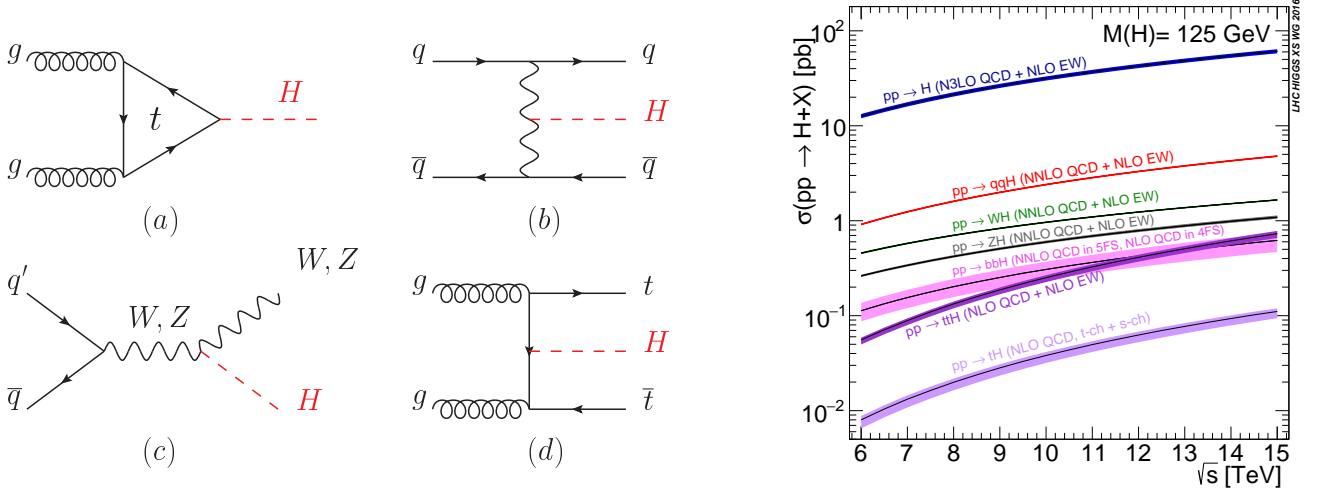 g
t
H
g
(a)
q
q
H
q̅
q̅
(b)
q′
W, Z
W, Z
q̅
H
(c)
g
t
H
g
t̅
(d)
σ(pp → H+X) [pb]
10²
10
1
10⁻¹
10⁻²
M(H)= 125 GeV
LHC HIGGS XS WG 2016
pp → H (N3LO QCD + NLO EW)
pp → qqH (NNLO QCD + NLO EW)
pp → WH (NNLO QCD + NLO EW)
pp → ZH (NNLO QCD + NLO EW)
pp → bbH (NNLO QCD in 5FS, NLO QCD in 4FS)
pp → ttH (NLO QCD + NLO EW)
pp → tH (NLO QCD, t-ch + s-ch)
6 7 8 9 10 11 12 13 14 15
√s [TeV]